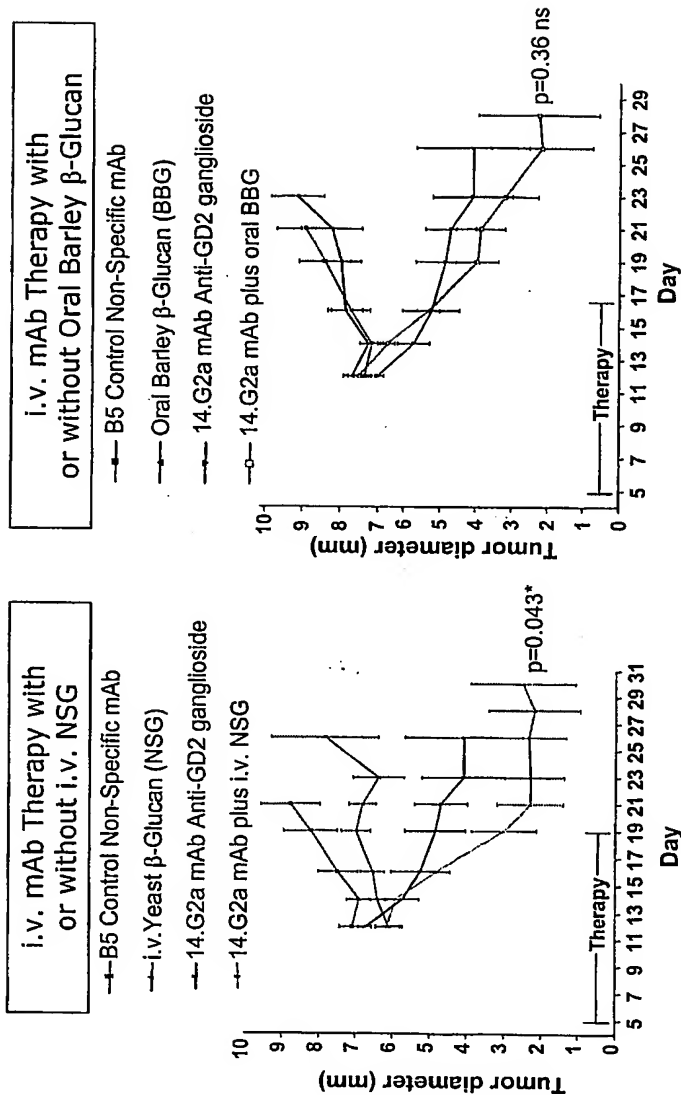 i.v. mAb Therapy with
or without i.v. NSG
B5 Control Non-Specific mAb
i.v.Yeast β-Glucan (NSG)
14.G2a mAb Anti-GD2 ganglioside
14.G2a mAb plus i.v. NSG
Tumor diameter (mm)
10
9
8
7
6
5
4
3
2
1
0
p=0.043*
Therapy
5 7 9 11 13 15 17 19 21 23 25 27 29 31
Day
i.v. mAb Therapy with
or without Oral Barley β-Glucan
B5 Control Non-Specific mAb
Oral Barley β-Glucan (BBG)
14.G2a mAb Anti-GD2 ganglioside
14.G2a mAb plus oral BBG
Tumor diameter (mm)
10
9
8
7
6
5
4
3
2
1
0
p=0.36 ns
Therapy
5 7 9 11 13 15 17 19 21 23 25 27 29
Day